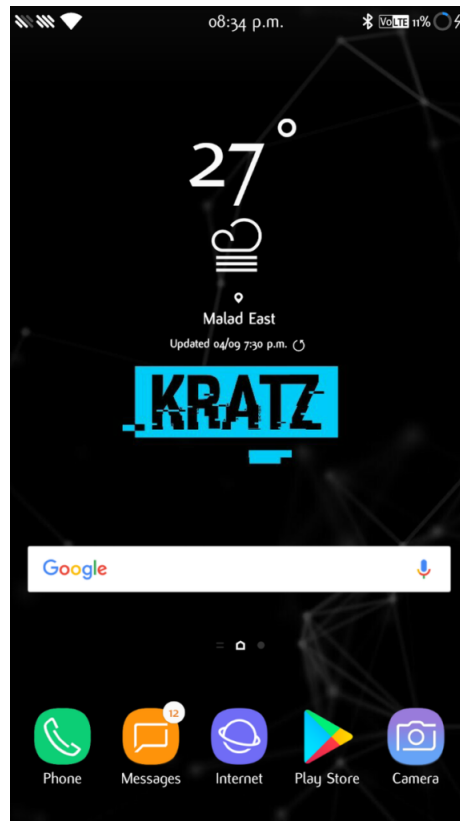 08:34 p.m. VoLTE 11%
27°
Malad East
Updated 04/09 7:30 p.m.
KRATZ
Google
12
Phone Messages Internet Play Store Camera